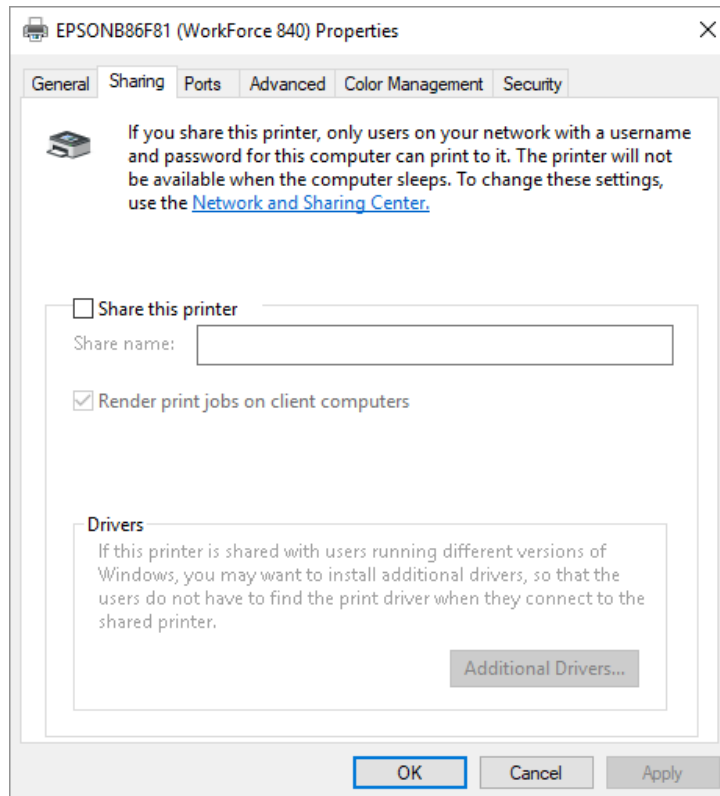 EPSONB86F81 (WorkForce 840) Properties
General Sharing Ports Advanced Color Management Security
If you share this printer, only users on your network with a username
and password for this computer can print to it. The printer will not
be available when the computer sleeps. To change these settings,
use the Network and Sharing Center.
Share this printer
Share name:
Render print jobs on client computers
Drivers
If this printer is shared with users running different versions of
Windows, you may want to install additional drivers, so that the
users do not have to find the print driver when they connect to the
shared printer.
Additional Drivers...
OK Cancel Apply